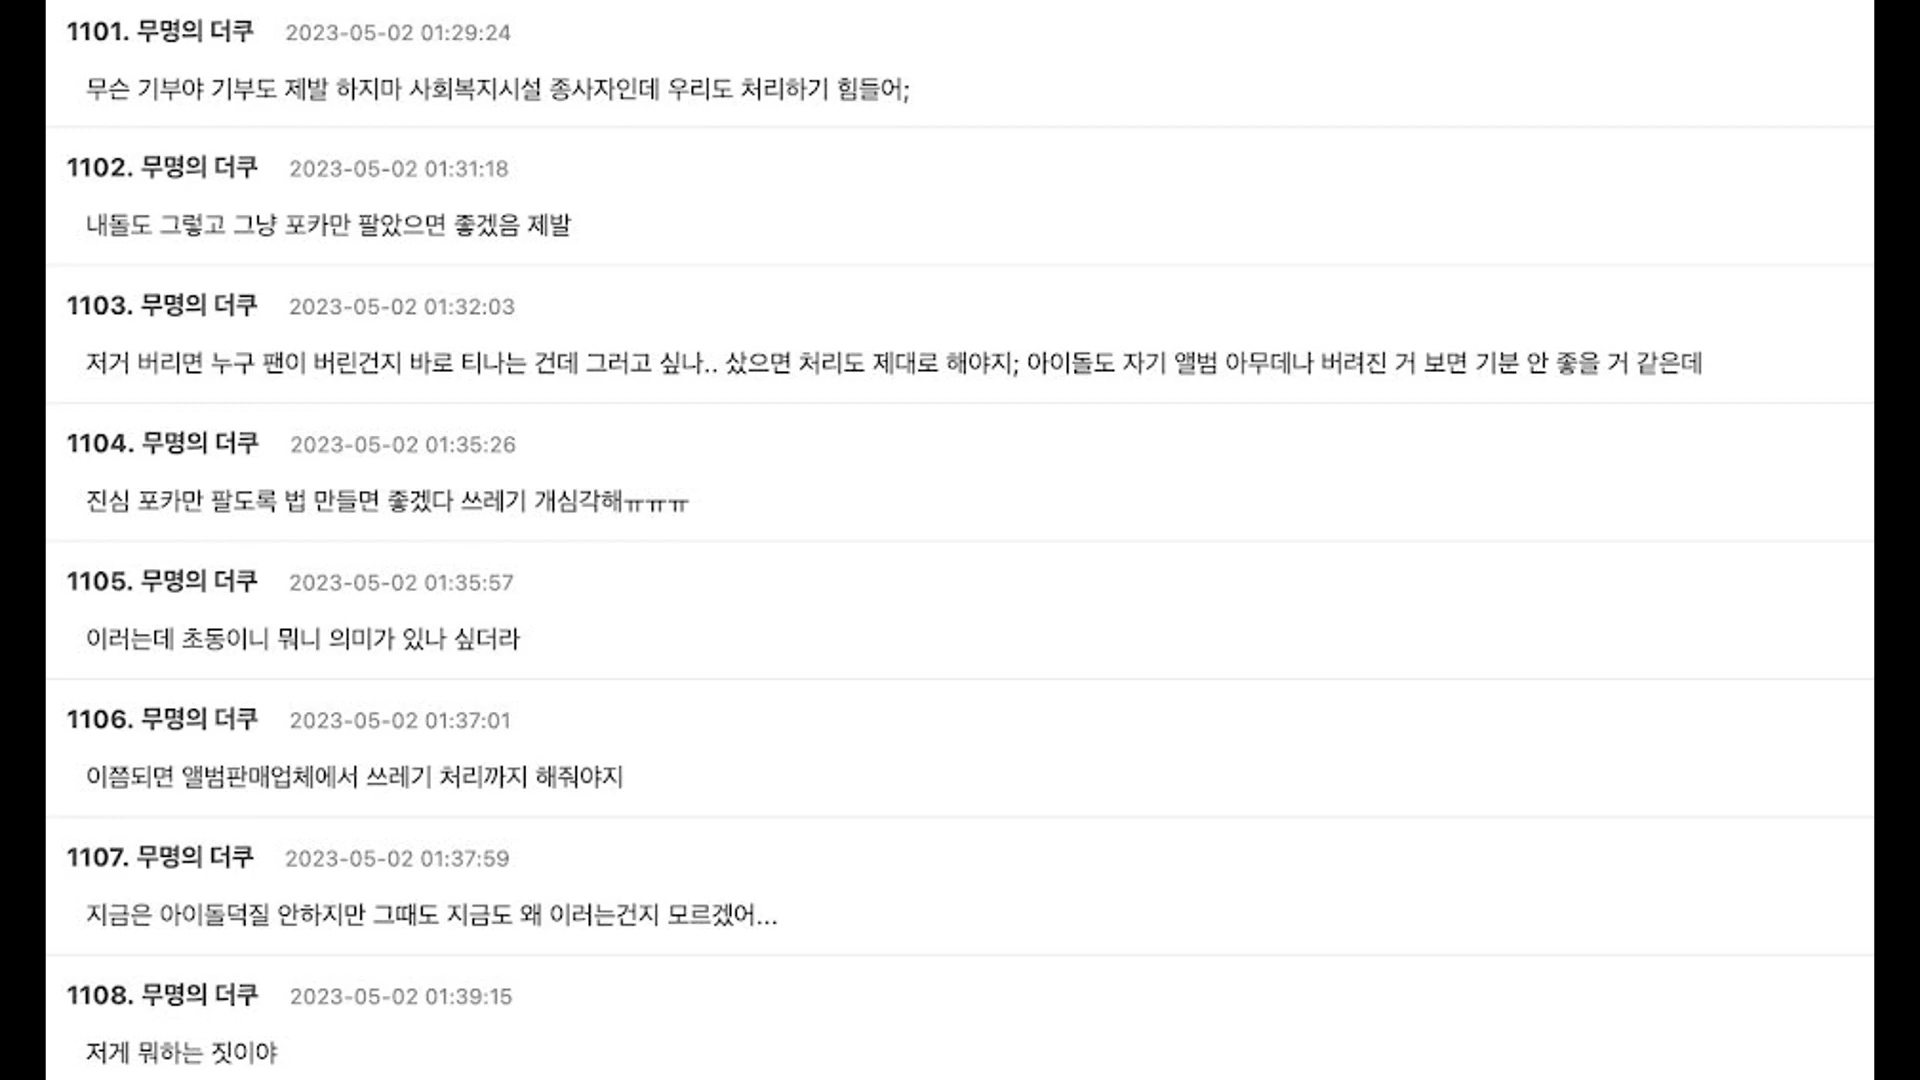 1101. 무명의 더쿠 2023-05-02 01:29:24
무슨 기부야 기부도 제발 하지마 사회복지시설 종사자인데 우리도 처리하기 힘들어;
1102. 무명의 더쿠 2023-05-02 01:31:18
내돌도 그렇고 그냥 포카만 팔았으면 좋겠음 제발
1103. 무명의 더쿠 2023-05-02 01:32:03
저거 버리면 누구 팬이 버린건지 바로 티나는 건데 그러고 싶나.. 샀으면 처리도 제대로 해야지; 아이돌도 자기 앨범 아무데나 버려진 거 보면 기분 안 좋을 거 같은데
1104. 무명의 더쿠 2023-05-02 01:35:26
진심 포카만 팔도록 법 만들면 좋겠다 쓰레기 개심각해ㅠㅠㅠ
1105. 무명의 더쿠 2023-05-02 01:35:57
이러는데 초동이니 뭐니 의미가 있나 싶더라
1106. 무명의 더쿠 2023-05-02 01:37:01
이쯤되면 앨범판매업체에서 쓰레기 처리까지 해줘야지
1107. 무명의 더쿠 2023-05-02 01:37:59
지금은 아이돌덕질 안하지만 그때도 지금도 왜 이러는건지 모르겠어...
1108. 무명의 더쿠 2023-05-02 01:39:15
저게 뭐하는 짓이야